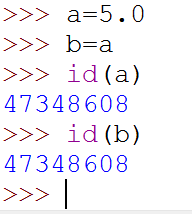 >>> a=5.0
>>> b=a
>>> id(a)
47348608
>>> id(b)
47348608
>>>